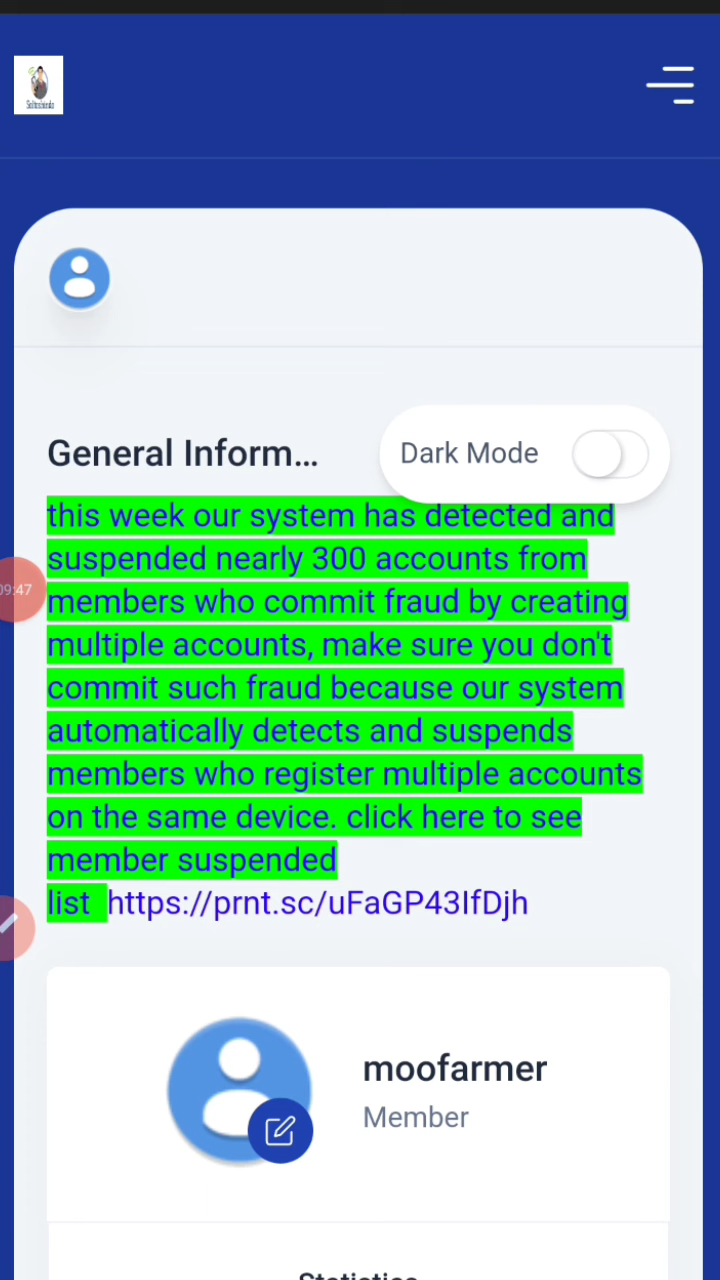 General Inform...
Dark Mode
this week our system has detected and
suspended nearly 300 accounts from
09:47
members who commit fraud by creating
multiple accounts, make sure you don't
commit such fraud because our system
automatically detects and suspends
members who register multiple accounts
on the same device. click here to see
member suspended
list https://prnt.sc/uFaGP43IfDjh
moofarmer
Member
Statistics